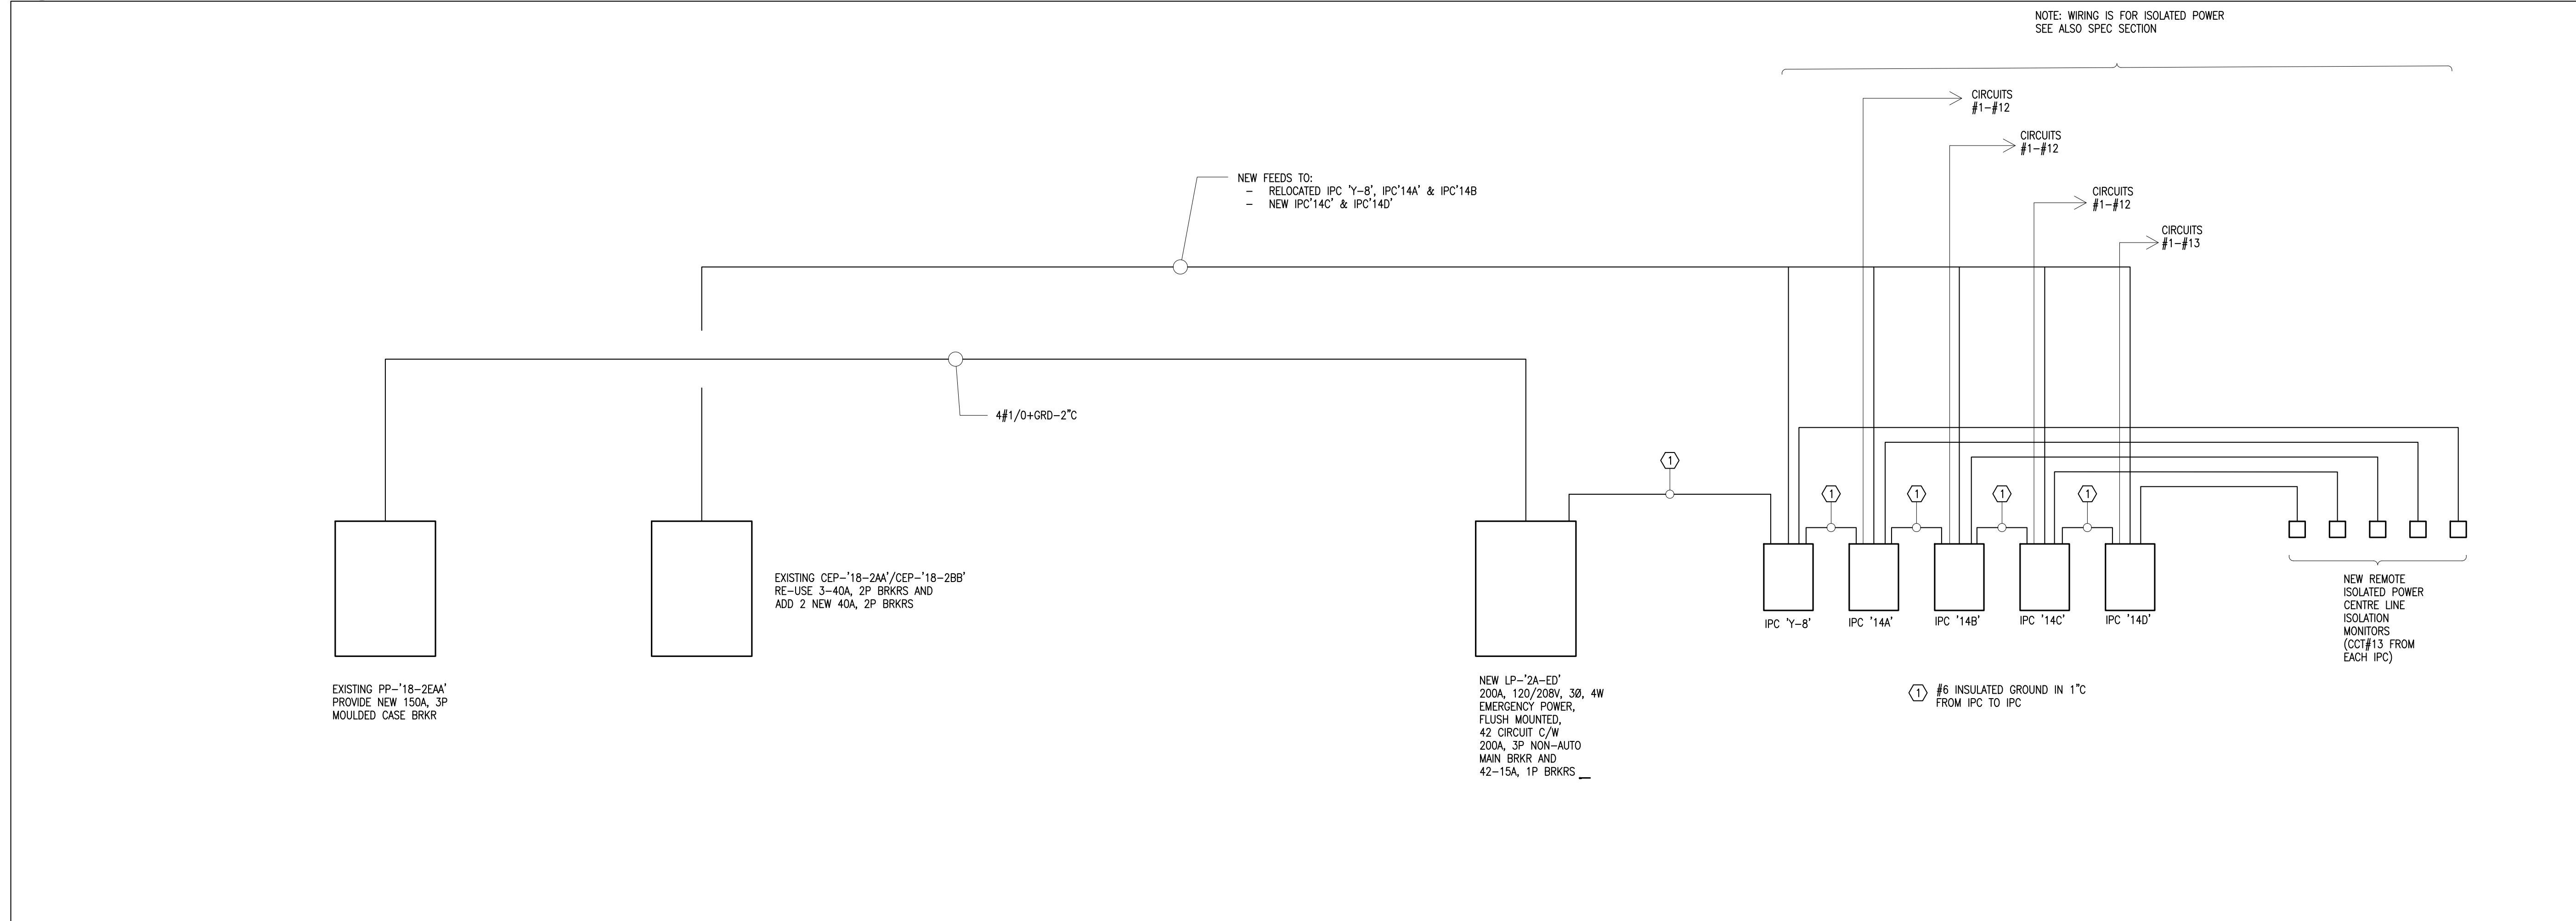 NOTE: WIRING IS FOR ISOLATED POWER
SEE ALSO SPEC SECTION
CIRCUITS
#1-#12
CIRCUITS
#1-#12
CIRCUITS
#1-#12
CIRCUITS
#1-#13
NEW FEEDS TO:
- RELOCATED IPC 'Y-8', IPC'14A' & IPC'14B
- NEW IPC'14C' & IPC'14D'
4#1/0+GRD-2"C
1
1
1
1
1
EXISTING PP-'18-2EAA'
PROVIDE NEW 150A, 3P
MOULDED CASE BRKR
EXISTING CEP-'18-2AA'/CEP-'18-2BB'
RE-USE 3-40A, 2P BRKRS AND
ADD 2 NEW 40A, 2P BRKRS
NEW LP-'2A-ED'
200A, 120/208V, 3Ø, 4W
EMERGENCY POWER,
FLUSH MOUNTED,
42 CIRCUIT C/W
200A, 3P NON-AUTO
MAIN BRKR AND
42-15A, 1P BRKRS
IPC 'Y-8'
IPC '14A'
IPC '14B'
IPC '14C'
IPC '14D'
1 #6 INSULATED GROUND IN 1"C
FROM IPC TO IPC
NEW REMOTE
ISOLATED POWER
CENTRE LINE
ISOLATION
MONITORS
(CCT#13 FROM
EACH IPC)